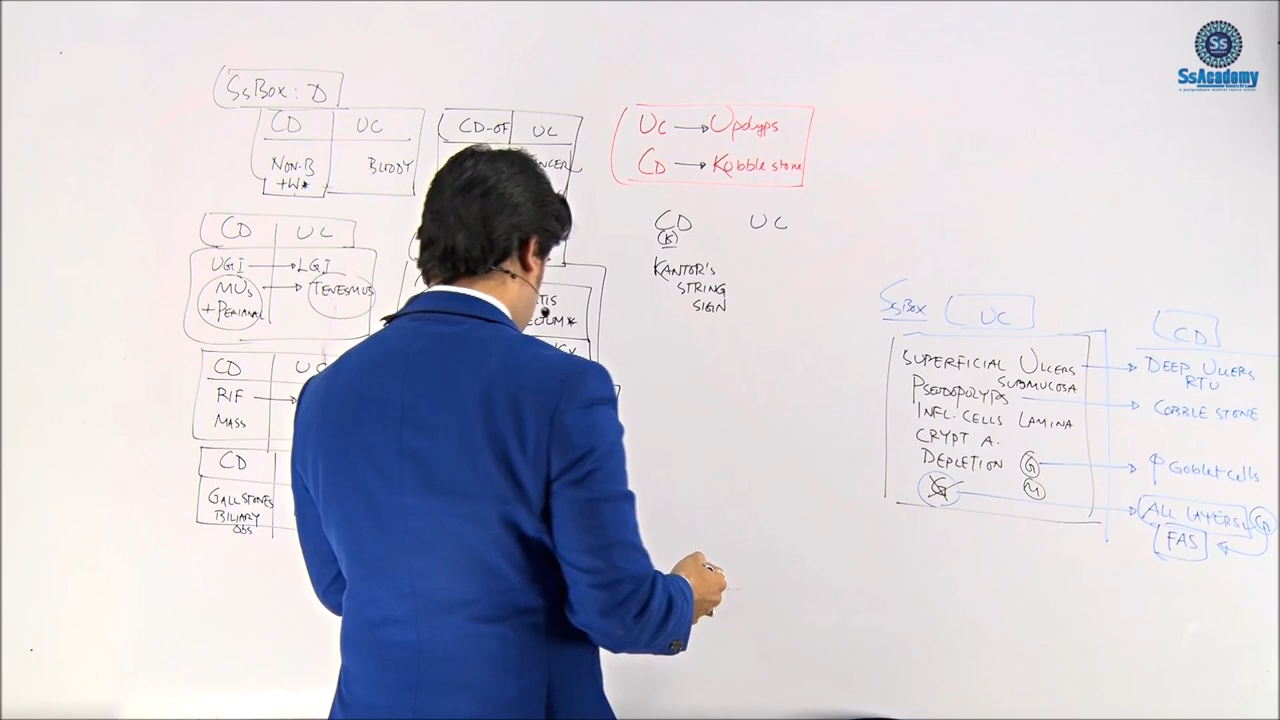 Ss
SsAcademy
SsBox: D
CD UC
NON-B BLOODY
+W*
CD-OF UC
UC → Upolyps
CD → Kobble stone
CD UC
UGI → LGI
MUs → TENESMUS
+ PERIANAL
CD UC
(K)
KANTOR'S
STRING
SIGN
CD
RIF →
MASS
CD
GALLSTONES
BILIARY
OBS
SsBox UC
SUPERFICIAL ULCERS
SUBMUCOSA
PSEUDOPOLYPS
INFL. CELLS LAMINA
CRYPT A.
DEPLETION G
M
G
CD
DEEP ULCERS
RTU
COBBLE STONE
Goblet cells
ALL LAYERS G
FAS